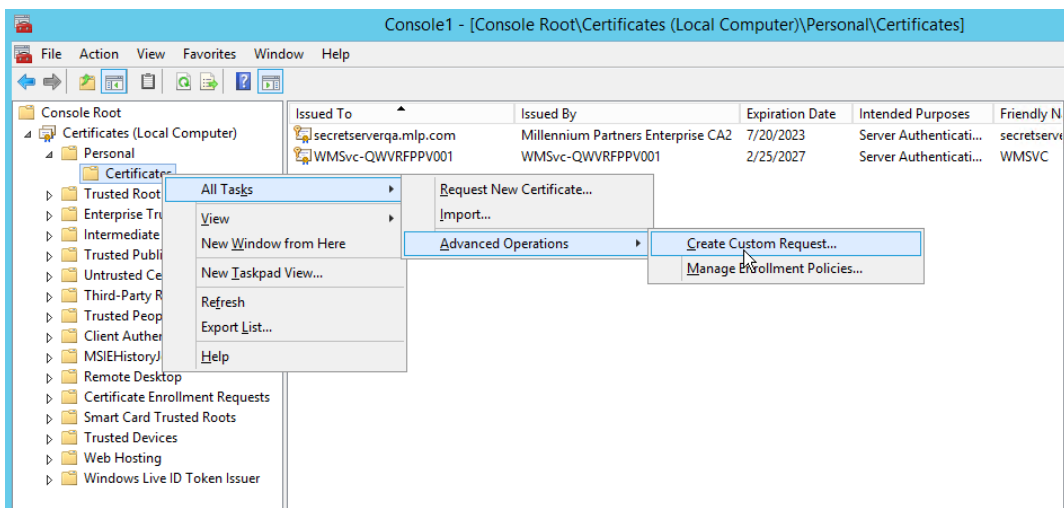 Console1 - [Console Root\Certificates (Local Computer)\Personal\Certificates]
File Action View Favorites Window Help
Console Root
Certificates (Local Computer)
Personal
Certificates
Trusted Root
Enterprise Tru
Intermediate
Trusted Publi
Untrusted Ce
Third-Party R
Trusted Peop
Client Authen
MSIEHistoryJ
Remote Desktop
Certificate Enrollment Requests
Smart Card Trusted Roots
Trusted Devices
Web Hosting
Windows Live ID Token Issuer
Issued To Issued By Expiration Date Intended Purposes Friendly N
secretserverqa.mlp.com Millennium Partners Enterprise CA2 7/20/2023 Server Authenticati... secretserve
WMSvc-QWVRFPPV001 WMSvc-QWVRFPPV001 2/25/2027 Server Authenticati... WMSVC
All Tasks
View
New Window from Here
New Taskpad View...
Refresh
Export List...
Help
Request New Certificate...
Import...
Advanced Operations
Create Custom Request...
Manage Enrollment Policies...